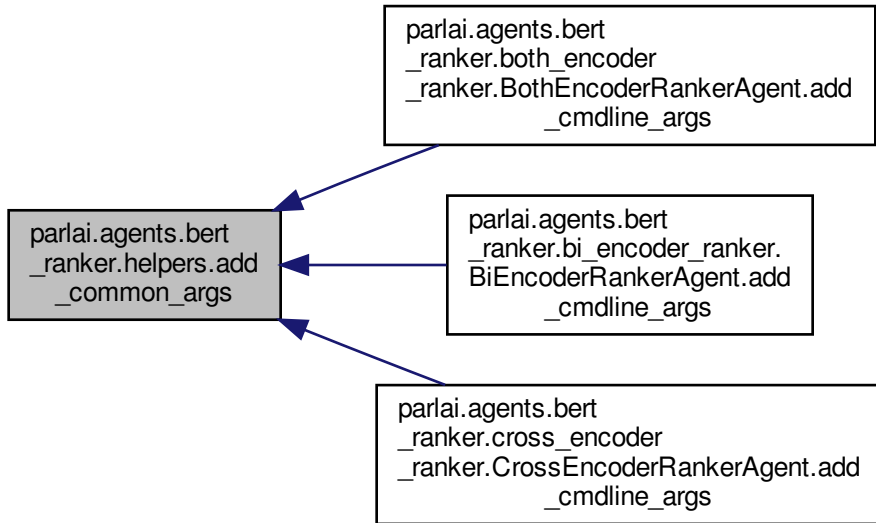 parlai.agents.bert
_ranker.both_encoder
_ranker.BothEncoderRankerAgent.add
_cmdline_args
parlai.agents.bert
_ranker.helpers.add
_common_args
parlai.agents.bert
_ranker.bi_encoder_ranker.
BiEncoderRankerAgent.add
_cmdline_args
parlai.agents.bert
_ranker.cross_encoder
_ranker.CrossEncoderRankerAgent.add
_cmdline_args